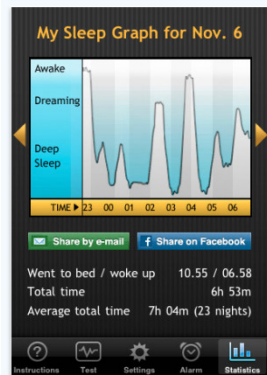 My Sleep Graph for Nov. 6
Awake
Dreaming
Deep
Sleep
TIME 23 00 01 02 03 04 05 06
Share by e-mail
f Share on Facebook
Went to bed / woke up 10.55 / 06.58
Total time 6h 53m
Average total time 7h 04m (23 nights)
Instructions Test Settings Alarm Statistics